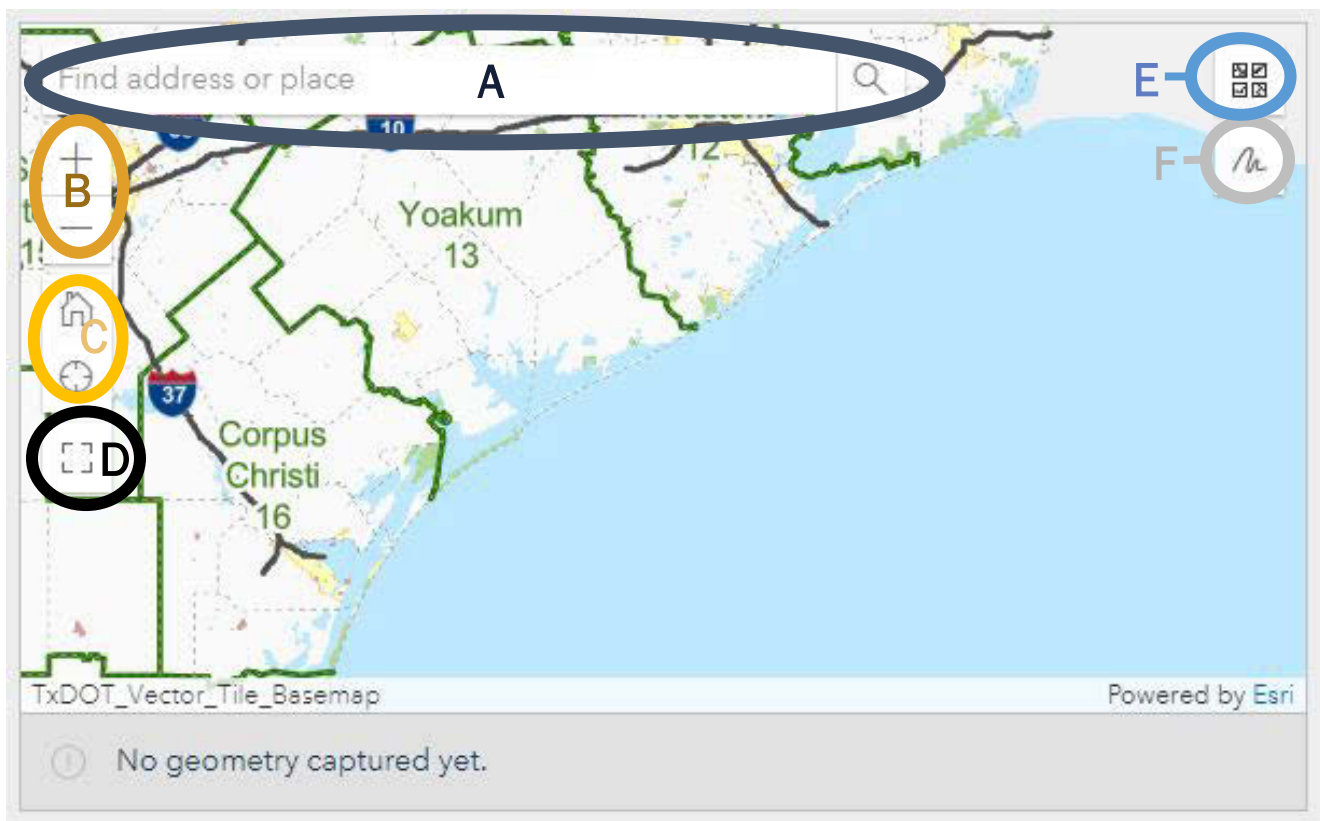 Find address or place
A
E
10
12
F
B
Yoakum
13
C
37
Corpus
Christi
16
D
TxDOT_Vector_Tile_Basemap
Powered by Esri
No geometry captured yet.